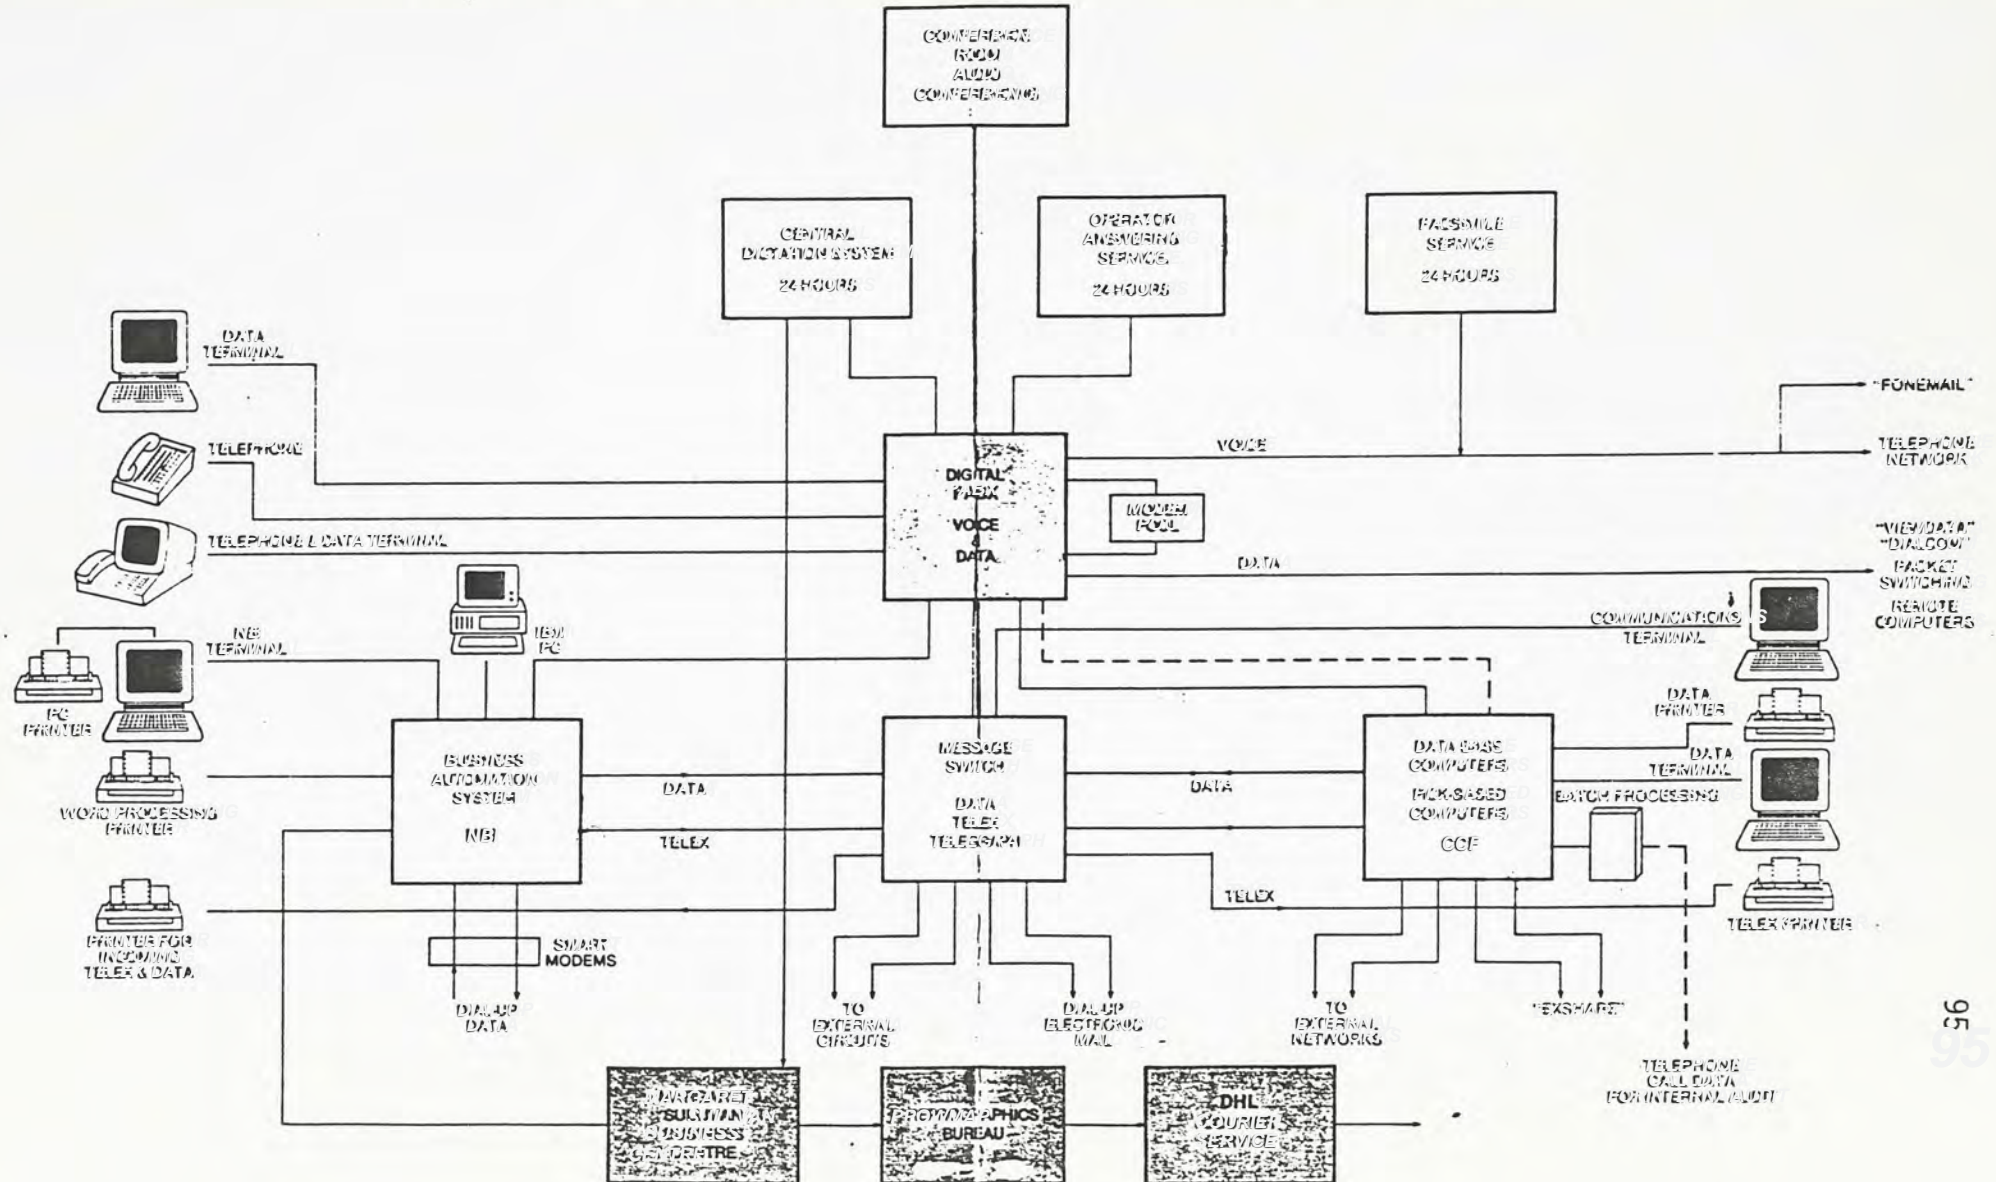 CONFERENCE
ROOM
AUDIO
CONFERENCING
CENTRAL
DICTATION SYSTEM
24 HOURS
OPERATOR
ANSWERING
SERVICE
24 HOURS
FACSIMILE
SERVICE
24 HOURS
DATA
TERMINAL
TELEPHONE
TELEPHONE & DATA TERMINAL
DIGITAL
PABX
VOICE
&
DATA
MODEM
POOL
VOICE
DATA
"FONEMAIL"
TELEPHONE
NETWORK
"VIEWDATA"
"DIALCOM"
PACKET
SWITCHING
REMOTE
COMPUTERS
NBI
TERMINAL
IBM
PC
PC
PRINTER
WORD PROCESSING
PRINTER
PRINTER FOR
INCOMING
TELEX & DATA
BUSINESS
AUTOMATION
SYSTEM
NBI
DATA
TELEX
SMART
MODEMS
DIAL-UP
DATA
MESSAGE
SWITCH
DATA
TELEX
TELEGRAPH
DATA
TELEX
TO
EXTERNAL
CIRCUITS
DIAL-UP
ELECTRONIC
MAIL
COMMUNICATIONS
TERMINAL
DATA BASE
COMPUTERS
PICK-BASED
COMPUTERS
CCF
DATA
PRINTER
DATA
TERMINAL
BATCH PROCESSING
TELEX PRINTER
TO
EXTERNAL
NETWORKS
"EXSHARE"
TELEPHONE
CALL DATA
FOR INTERNAL AUDIT
MARGARET
SULLIVAN
BUSINESS
CENTRE
BUREAU
DHL
COURIER
SERVICE
95